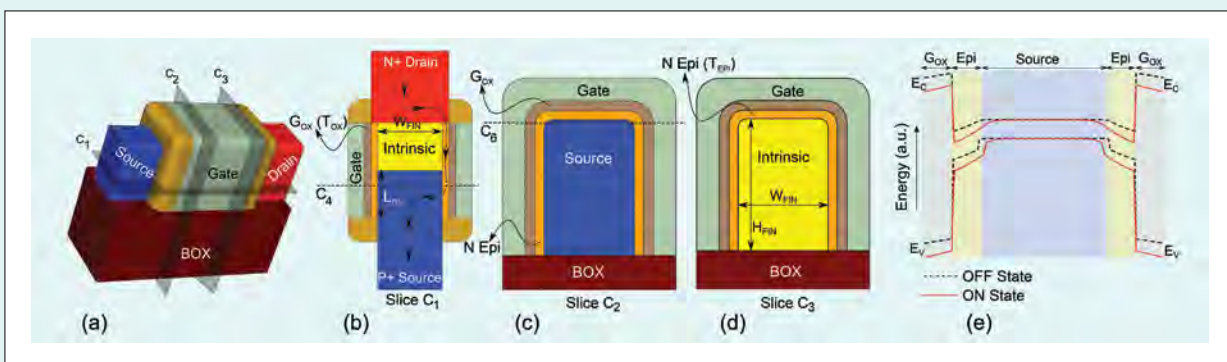 C1
C2
C3
Source
Gate
Drain
BOX
(a)
N+ Drain
GOX (TOX)
WFIN
Intrinsic
Gate
C4
P+ Source
Slice C1
(b)
GOX
Gate
C6
Source
N Epi
BOX
Slice C2
(c)
N Epi (TEPI)
Gate
Intrinsic
WFIN
HFIN
BOX
Slice C3
(d)
GOX Epi Source Epi GOX
EC
EC
Energy (a.u.)
EV
EV
OFF State
ON State
(e)